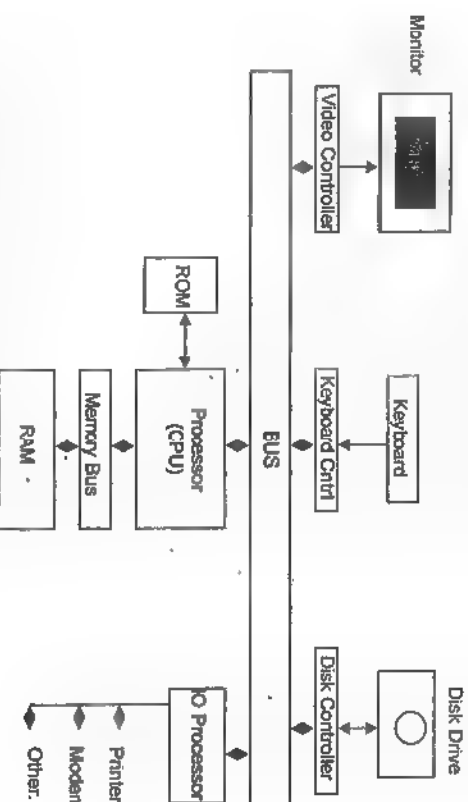 Monitor
Video Controller
Keyboard
Keyboard Cntrl
Disk Drive
Disk Controller
BUS
ROM
Processor
(CPU)
Memory Bus
RAM
IO Processor
Printer
Modem
Other.